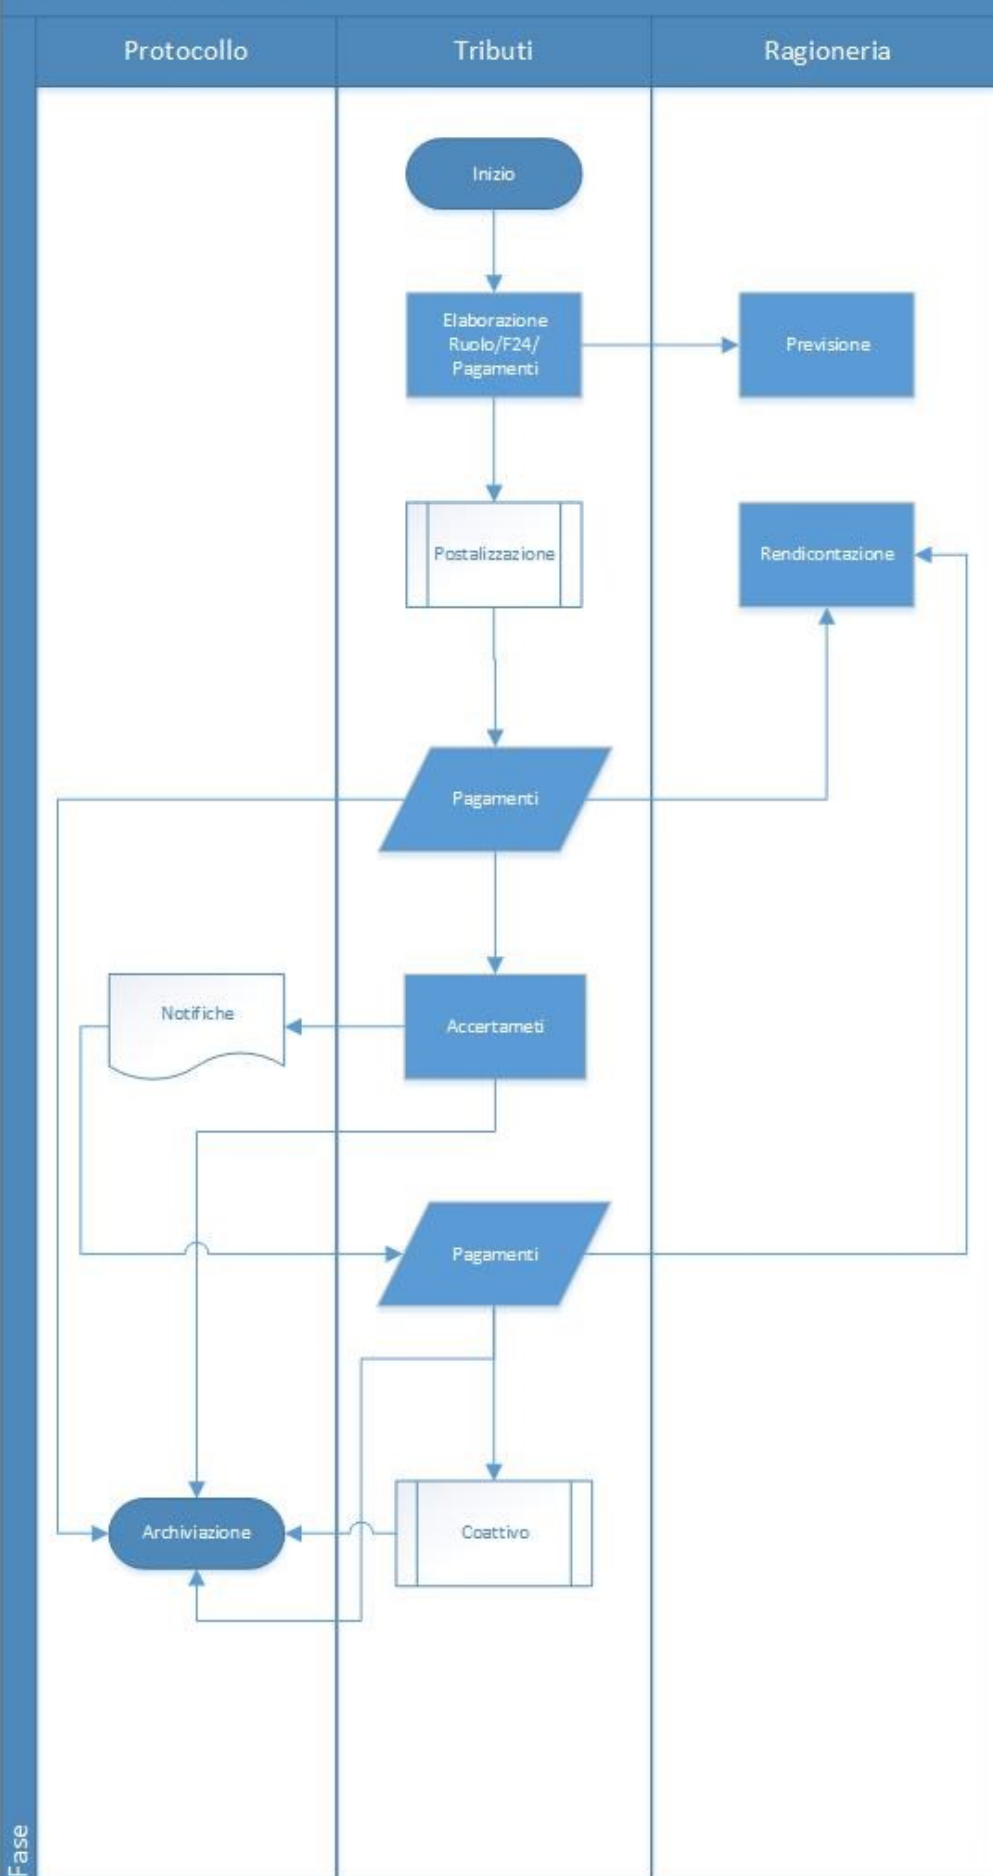 Protocollo
Tributi
Ragioneria
Inizio
Elaborazione
Ruolo/F24/
Pagamenti
Previsione
Postalizzazione
Rendicontazione
Pagamenti
Notifiche
Accertameti
Pagamenti
Archiviazione
Coattivo
Fase